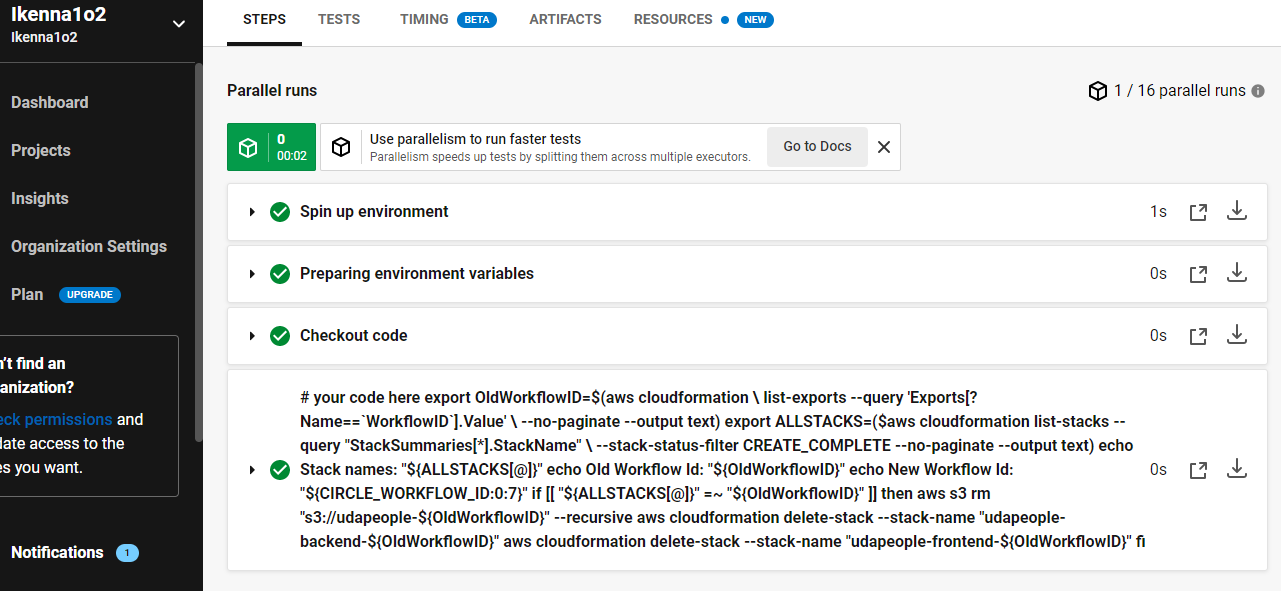 Ikenna1o2
Ikenna1o2
Dashboard
Projects
Insights
Organization Settings
Plan UPGRADE
n't find an
anization?
eck permissions and
late access to the
es you want.
Notifications 1
STEPS TESTS TIMING BETA ARTIFACTS RESOURCES NEW
Parallel runs
1 / 16 parallel runs
0
00:02
Use parallelism to run faster tests
Parallelism speeds up tests by splitting them across multiple executors.
Go to Docs
Spin up environment 1s
Preparing environment variables 0s
Checkout code 0s
# your code here export OldWorkflowID=$(aws cloudformation \ list-exports --query 'Exports[?
Name==`WorkflowID`].Value' \ --no-paginate --output text) export ALLSTACKS=($aws cloudformation list-stacks --
query "StackSummaries[*].StackName" \ --stack-status-filter CREATE_COMPLETE --no-paginate --output text) echo
Stack names: "${ALLSTACKS[@]}" echo Old Workflow Id: "${OldWorkflowID}" echo New Workflow Id:
"${CIRCLE_WORKFLOW_ID:0:7}" if [[ "${ALLSTACKS[@]}" =~ "${OldWorkflowID}" ]] then aws s3 rm
"s3://udapeople-${OldWorkflowID}" --recursive aws cloudformation delete-stack --stack-name "udapeople-
backend-${OldWorkflowID}" aws cloudformation delete-stack --stack-name "udapeople-frontend-${OldWorkflowID}" fi
0s